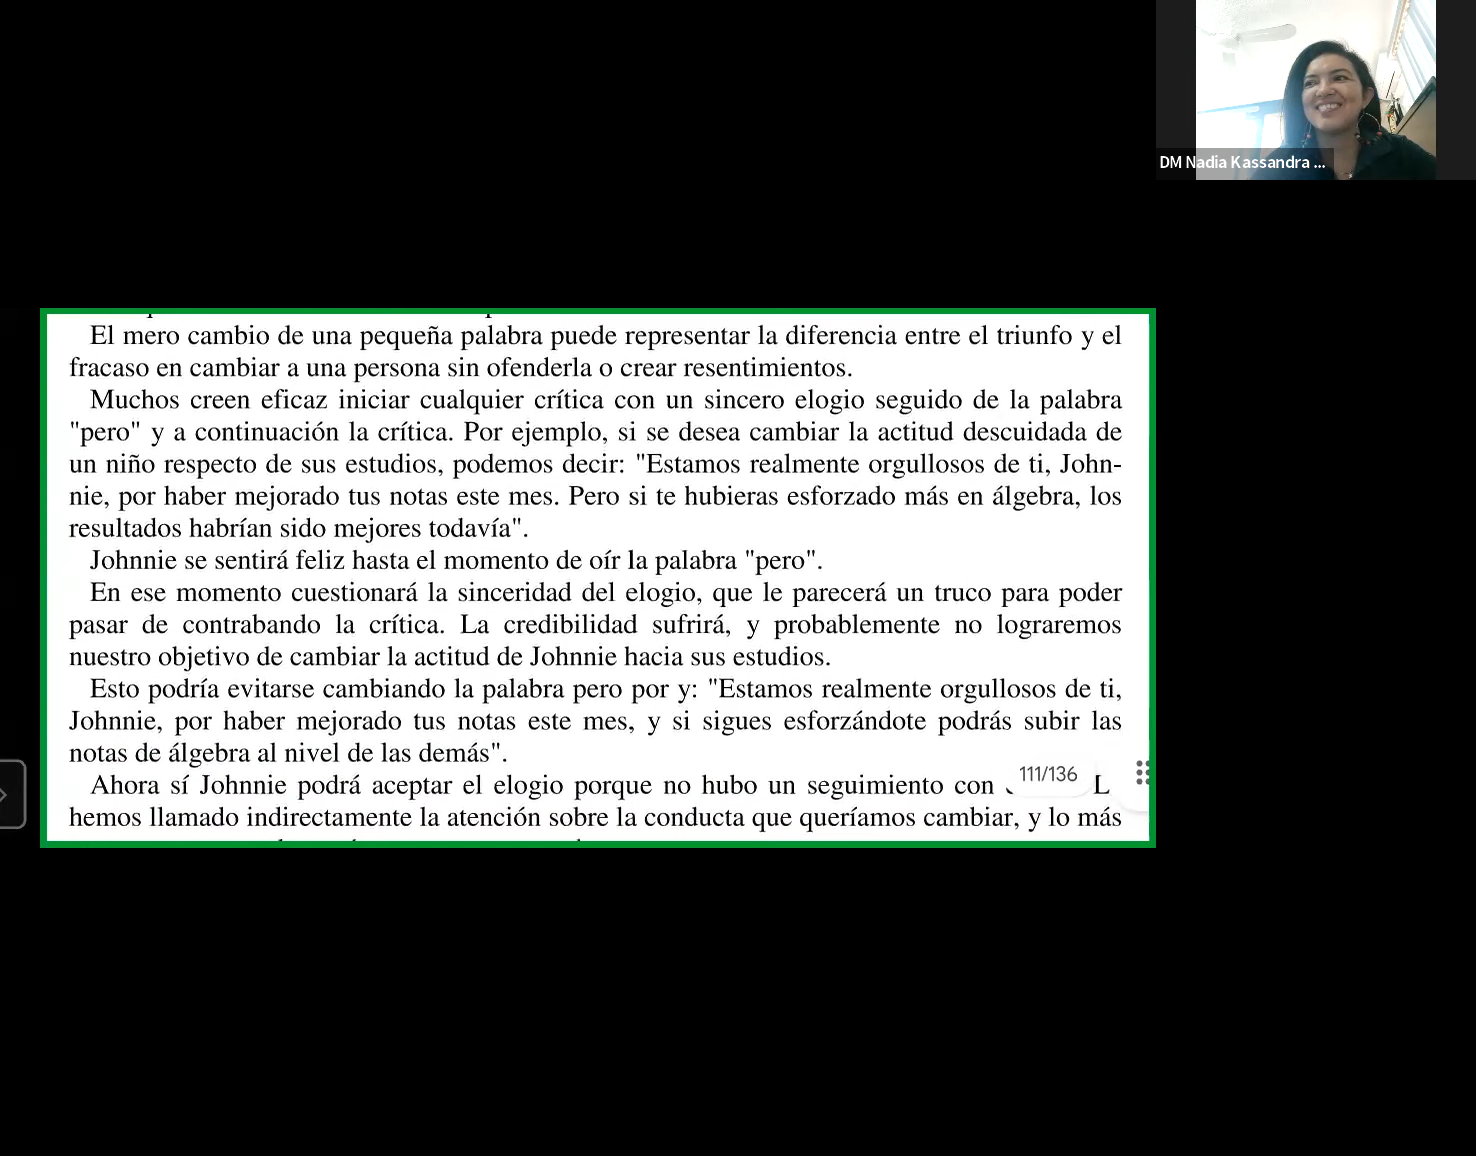 DM Nadia Kassandra ...
El mero cambio de una pequeña palabra puede representar la diferencia entre el triunfo y el
fracaso en cambiar a una persona sin ofenderla o crear resentimientos.
Muchos creen eficaz iniciar cualquier crítica con un sincero elogio seguido de la palabra
"pero" y a continuación la crítica. Por ejemplo, si se desea cambiar la actitud descuidada de
un niño respecto de sus estudios, podemos decir: "Estamos realmente orgullosos de ti, John-
nie, por haber mejorado tus notas este mes. Pero si te hubieras esforzado más en álgebra, los
resultados habrían sido mejores todavía".
Johnnie se sentirá feliz hasta el momento de oír la palabra "pero".
En ese momento cuestionará la sinceridad del elogio, que le parecerá un truco para poder
pasar de contrabando la crítica. La credibilidad sufrirá, y probablemente no lograremos
nuestro objetivo de cambiar la actitud de Johnnie hacia sus estudios.
Esto podría evitarse cambiando la palabra pero por y: "Estamos realmente orgullosos de ti,
Johnnie, por haber mejorado tus notas este mes, y si sigues esforzándote podrás subir las
notas de álgebra al nivel de las demás".
Ahora sí Johnnie podrá aceptar el elogio porque no hubo un seguimiento con
111/136
hemos llamado indirectamente la atención sobre la conducta que queríamos cambiar, y lo más